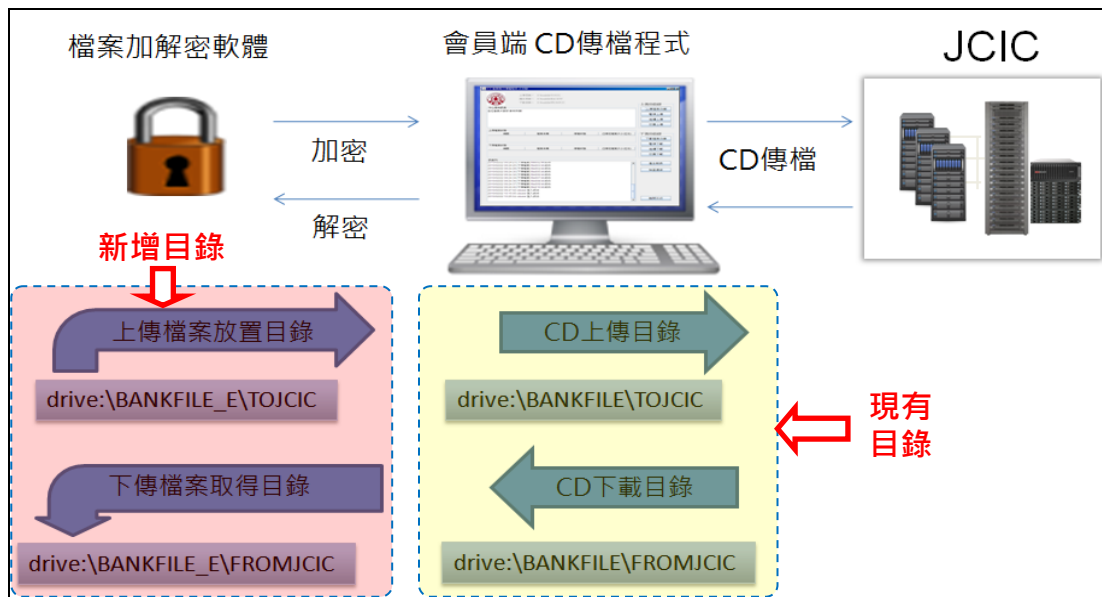 檔案加解密軟體
會員端 CD傳檔程式
JCIC
加密
解密
CD傳檔
新增目錄
上傳檔案放置目錄
drive:\BANKFILE_E\TOJCIC
下傳檔案取得目錄
drive:\BANKFILE_E\FROMJCIC
CD上傳目錄
drive:\BANKFILE\TOJCIC
CD下載目錄
drive:\BANKFILE\FROMJCIC
現有
目錄